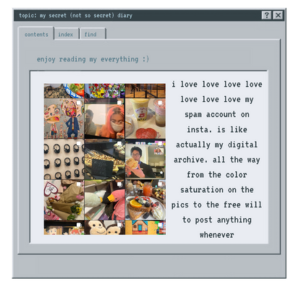 topic: my secret (not so secret) diary
? X
contents index find
enjoy reading my everything :)
i love love love love
love love love my
spam account on
insta. is like
actually my digital
archive. all the way
from the color
saturation on the
pics to the free will
to post anything
whenever